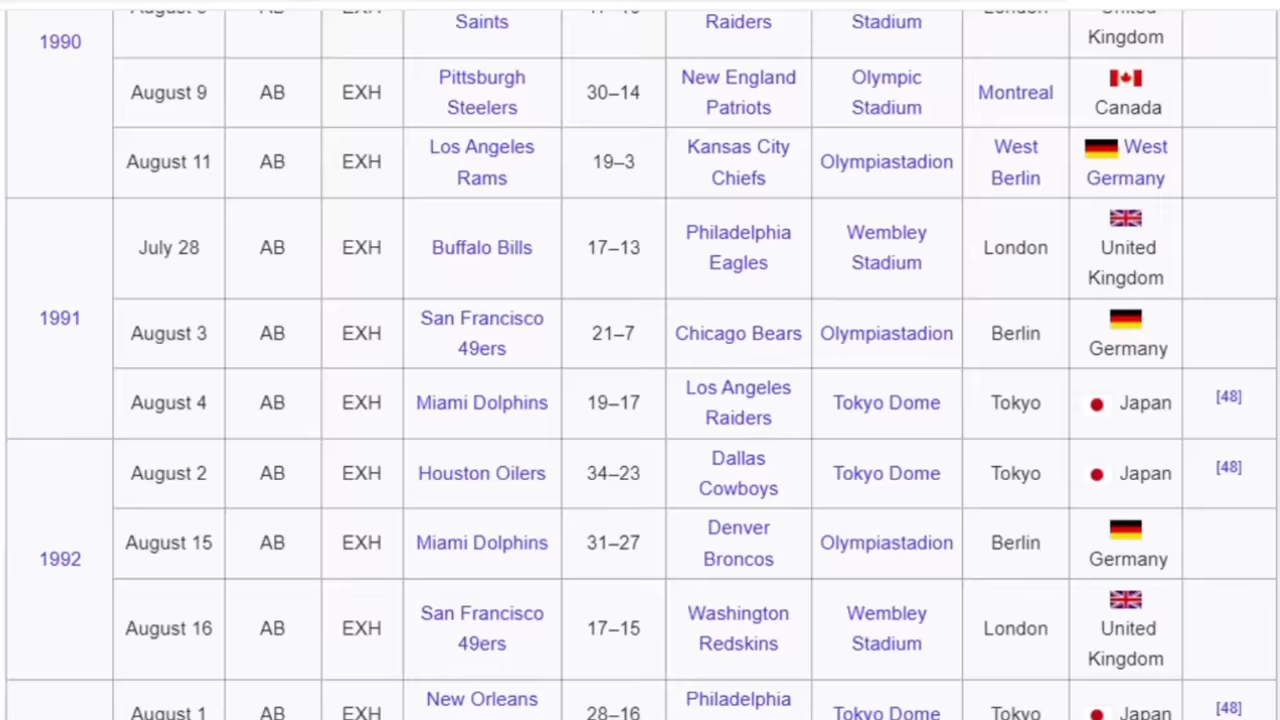 1990
Saints
Raiders
Stadium
Kingdom
August 9 AB EXH Pittsburgh Steelers 30–14 New England Patriots Olympic Stadium Montreal Canada
August 11 AB EXH Los Angeles Rams 19–3 Kansas City Chiefs Olympiastadion West Berlin West Germany
1991
July 28 AB EXH Buffalo Bills 17–13 Philadelphia Eagles Wembley Stadium London United Kingdom
August 3 AB EXH San Francisco 49ers 21–7 Chicago Bears Olympiastadion Berlin Germany
August 4 AB EXH Miami Dolphins 19–17 Los Angeles Raiders Tokyo Dome Tokyo Japan [48]
1992
August 2 AB EXH Houston Oilers 34–23 Dallas Cowboys Tokyo Dome Tokyo Japan [48]
August 15 AB EXH Miami Dolphins 31–27 Denver Broncos Olympiastadion Berlin Germany
August 16 AB EXH San Francisco 49ers 17–15 Washington Redskins Wembley Stadium London United Kingdom
August 1 AB EXH New Orleans 28–16 Philadelphia Tokyo Dome Tokyo Japan [48]